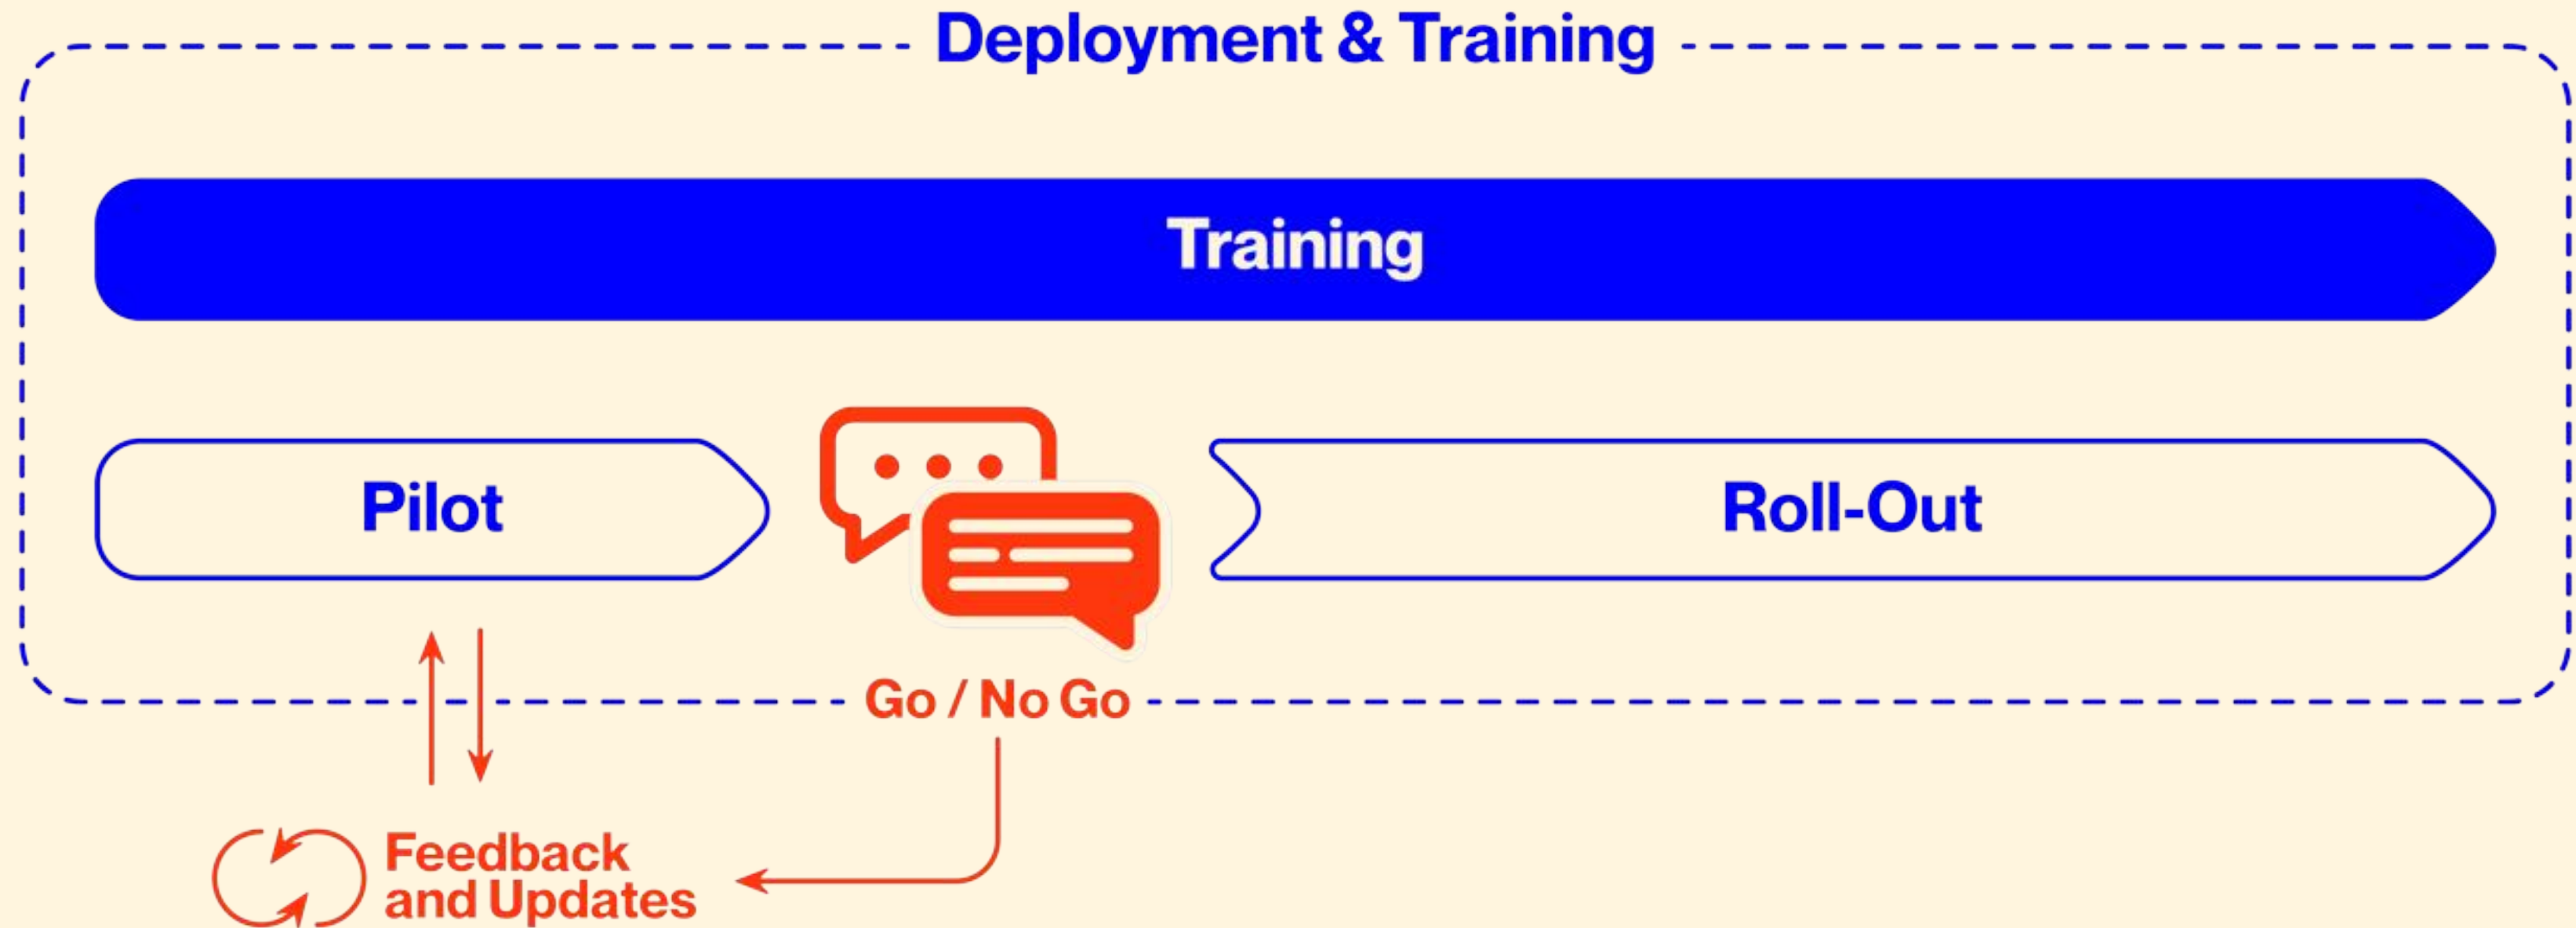 Deployment & Training
Training
Pilot
Roll-Out
Go / No Go
Feedback
and Updates